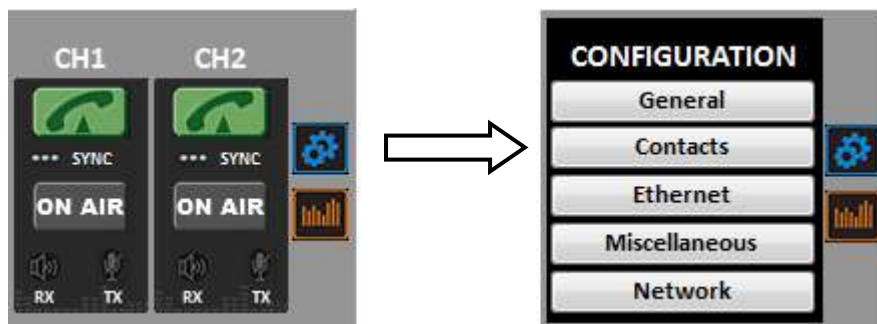 CH1 CH2
••• SYNC ••• SYNC
ON AIR ON AIR
RX TX RX TX
CONFIGURATION
General
Contacts
Ethernet
Miscellaneous
Network